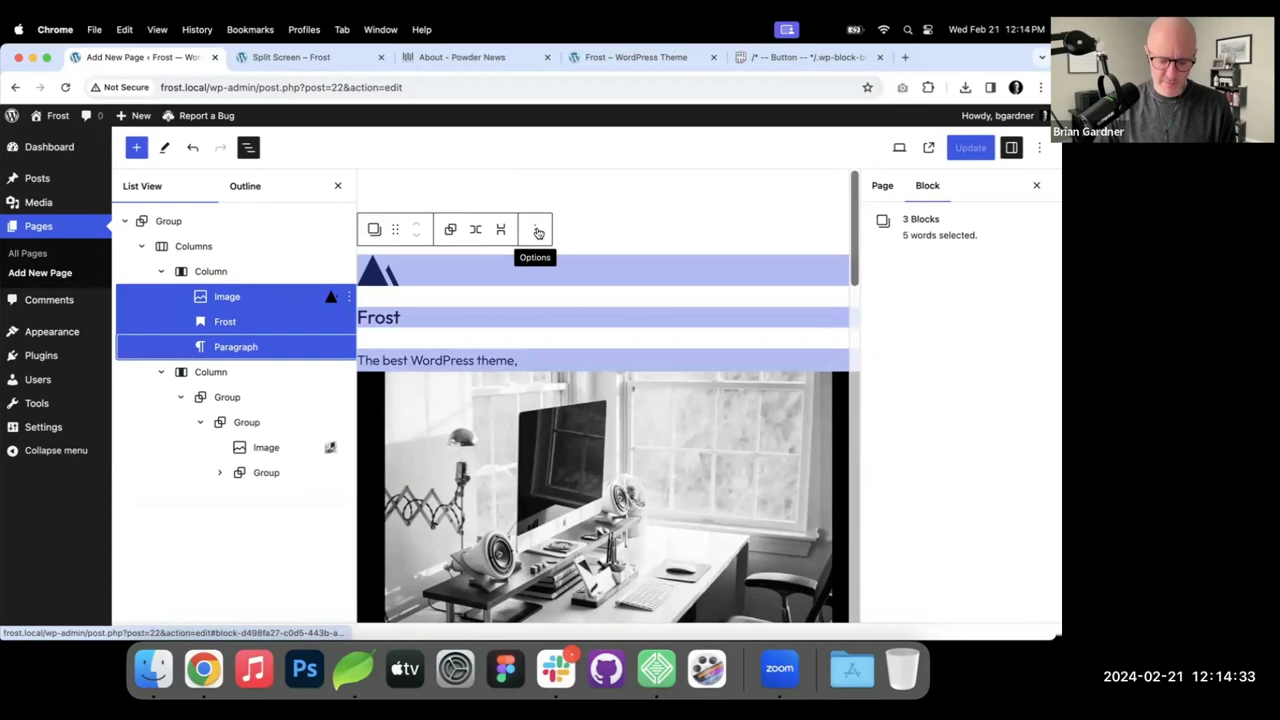 Chrome File Edit View History Bookmarks Profiles Tab Window Help Wed Feb 21 12:14 PM
Add New Page ‹ Frost — Wor Split Screen – Frost About - Powder News Frost – WordPress Theme /* -- Button -- */.wp-block-b
Not Secure frost.local/wp-admin/post.php?post=22&action=edit
Frost 0 New Report a Bug Howdy, bgardner
Brian Gardner
Dashboard
Posts
Media
Pages
All Pages
Add New Page
Comments
Appearance
Plugins
Users
Tools
Settings
Collapse menu
Update
List View Outline
Group
Columns
Column
Image
Frost
Paragraph
Column
Group
Group
Image
Group
Options
Frost
The best WordPress theme,
Page Block
3 Blocks
5 words selected.
frost.local/wp-admin/post.php?post=22&action=edit#block-d498fa27-c0d5-443b-a...
Ps
tv
zoom
2024-02-21 12:14:33